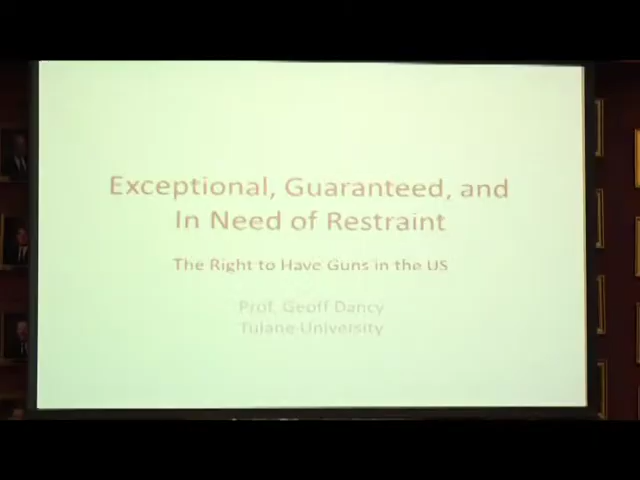 Exceptional, Guaranteed, and
In Need of Restraint
The Right to Have Guns in the US
Prof. Geoff Dancy
Tulane University